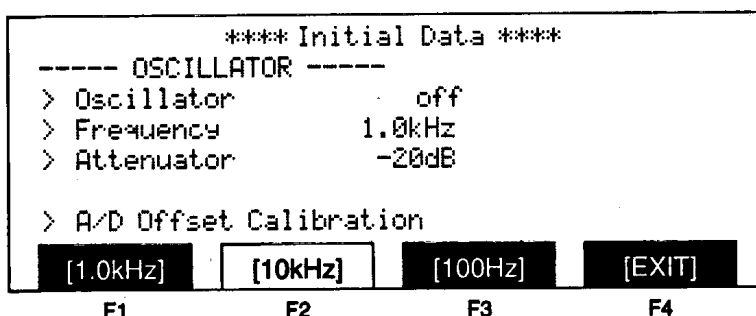 **** Initial Data ****
----- OSCILLATOR -----
> Oscillator off
> Frequency 1.0kHz
> Attenuator -20dB
> A/D Offset Calibration
[1.0kHz] [10kHz] [100Hz] [EXIT]
F1 F2 F3 F4